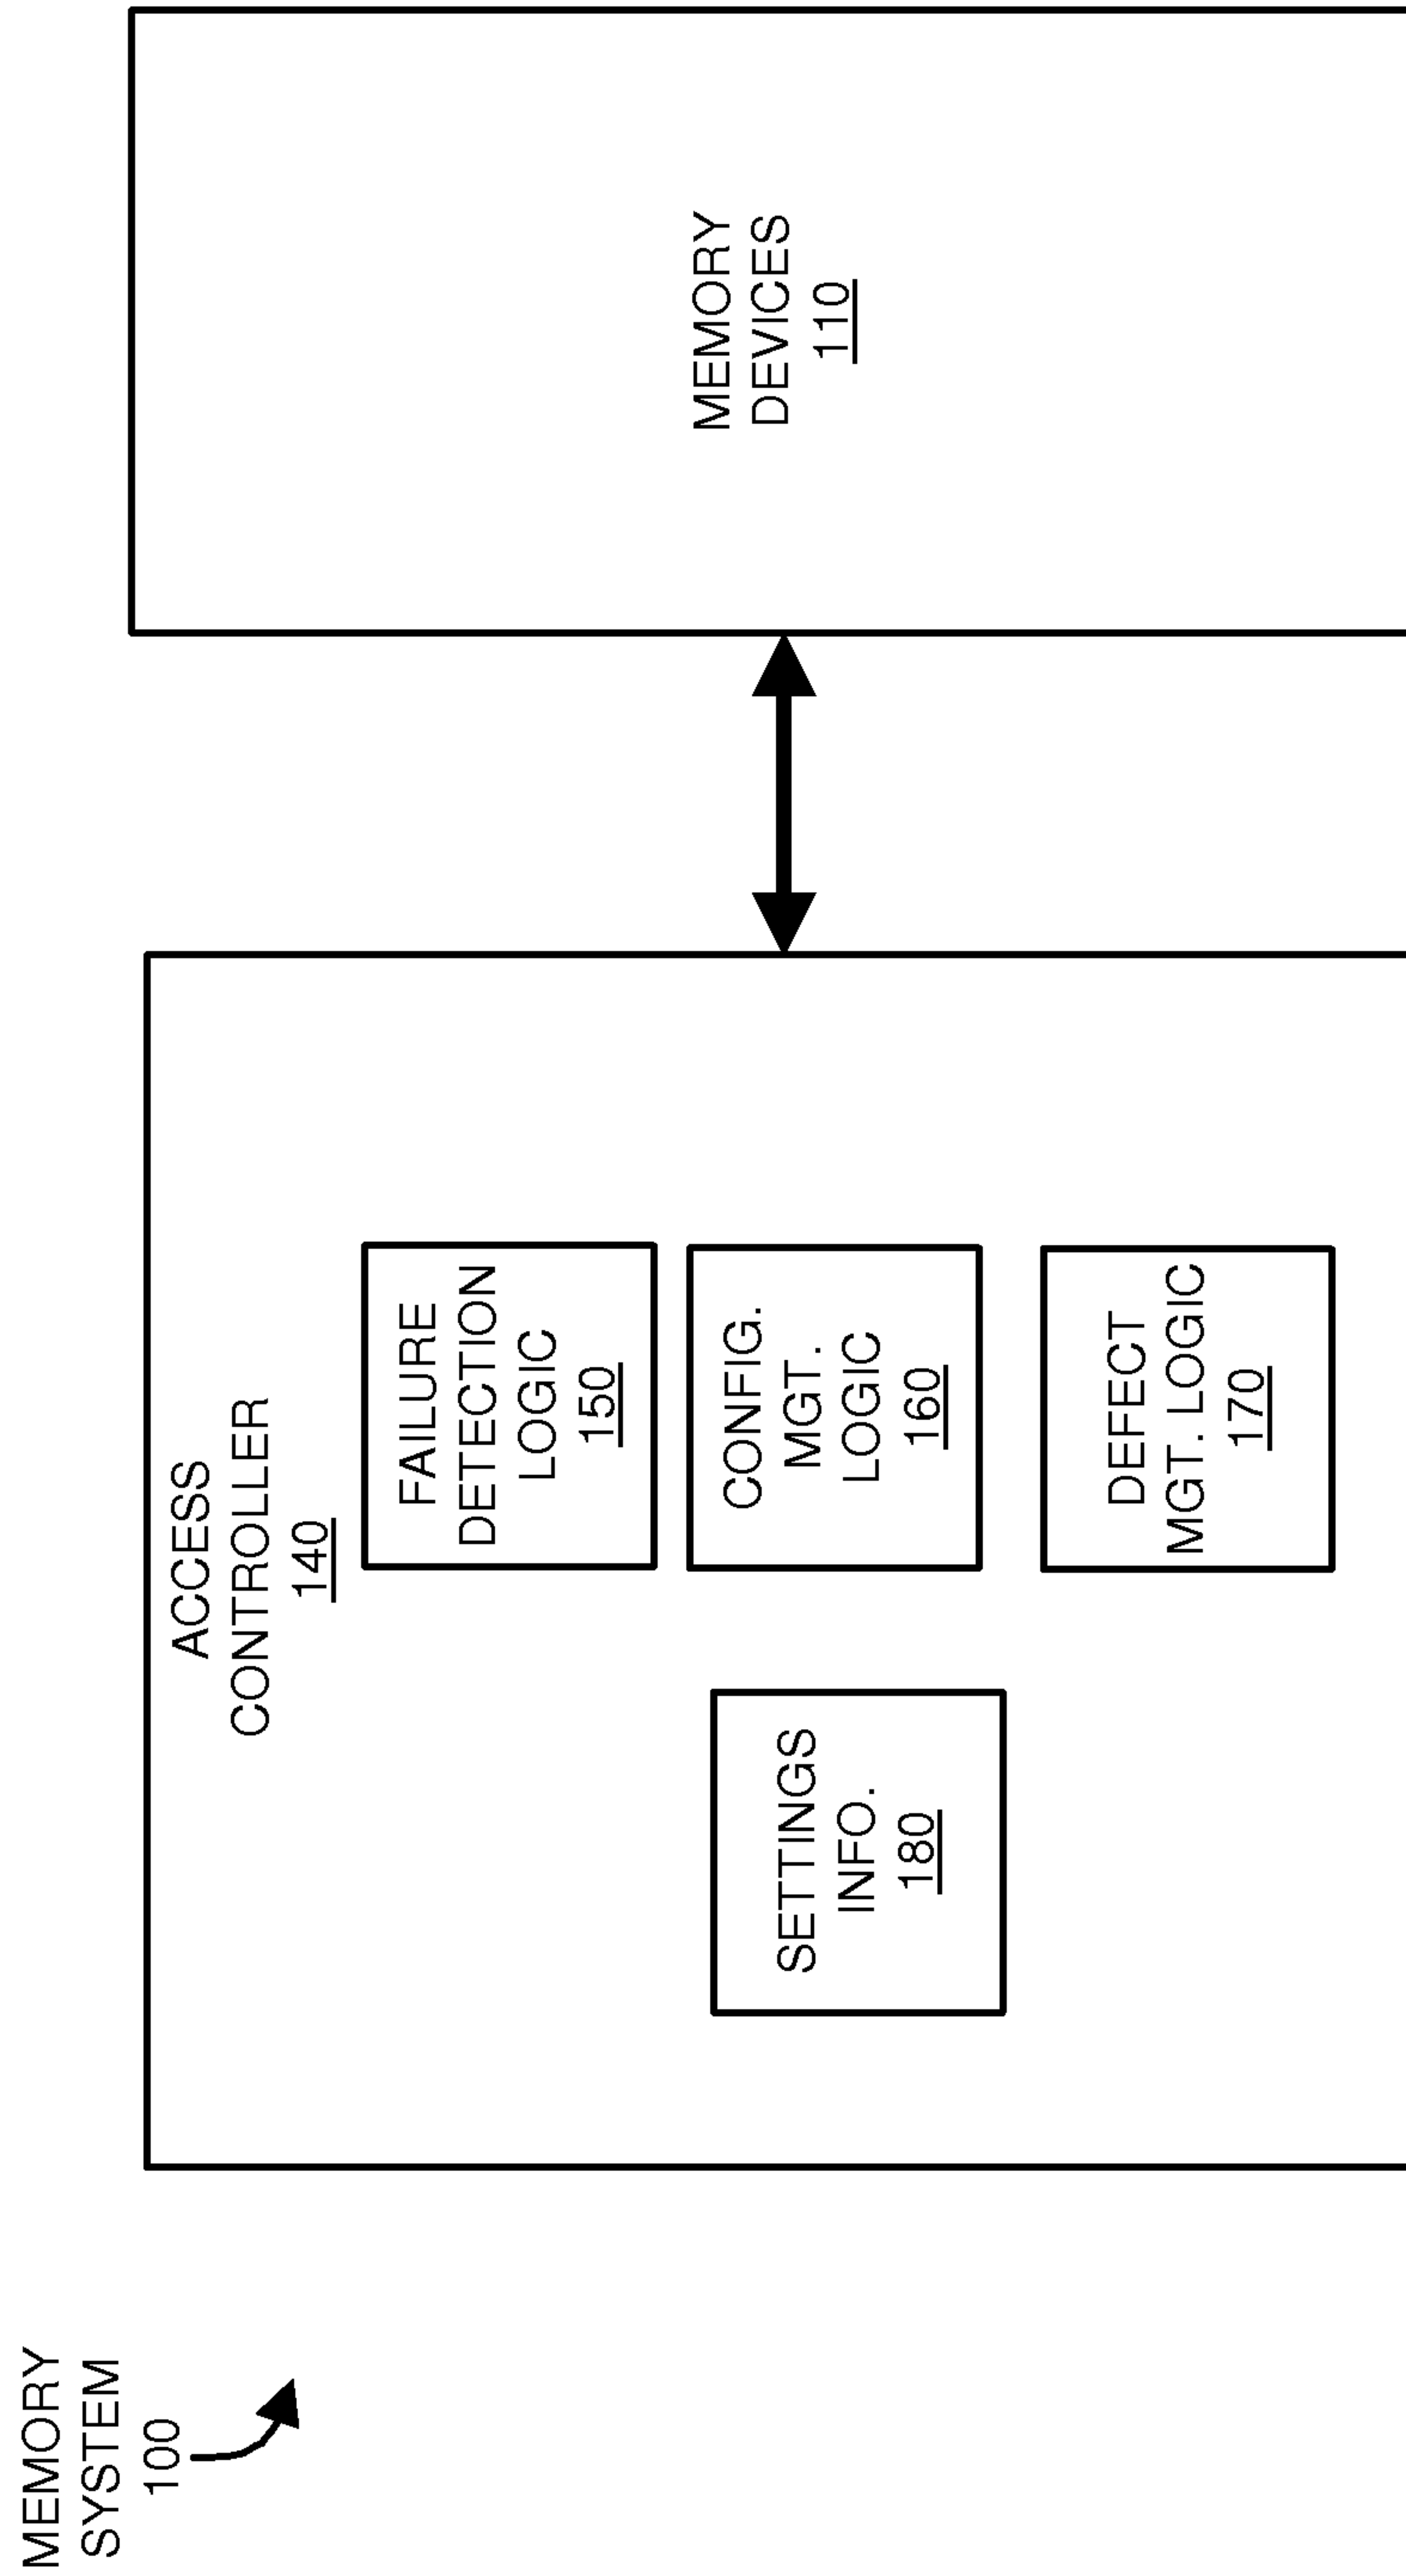 MEMORY
SYSTEM
100
ACCESS
CONTROLLER
140
SETTINGS
INFO.
180
FAILURE
DETECTION
LOGIC
150
CONFIG.
MGT.
LOGIC
160
DEFECT
MGT. LOGIC
170
MEMORY
DEVICES
110